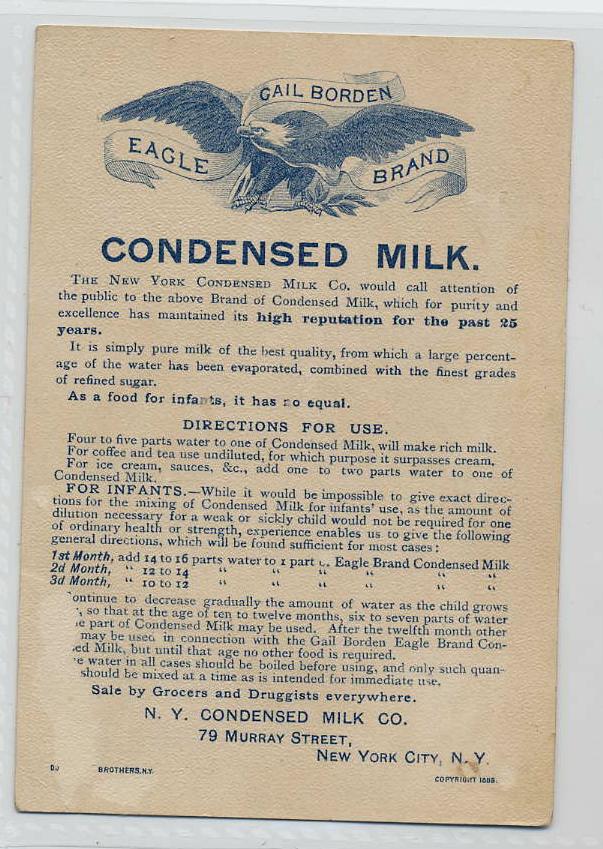 GAIL BORDEN
EAGLE
BRAND
CONDENSED MILK.
THE NEW YORK CONDENSED MILK CO. would call attention of
the public to the above Brand of Condensed Milk, which for purity and
excellence has maintained its high reputation for the past 25
years.
It is simply pure milk of the best quality, from which a large percent-
age of the water has been evaporated, combined with the finest grades
of refined sugar.
As a food for infants, it has no equal.
DIRECTIONS FOR USE.
Four to five parts water to one of Condensed Milk, will make rich milk.
For coffee and tea use undiluted, for which purpose it surpasses cream.
For ice cream, sauces, &c., add one to two parts water to one of
Condensed Milk.
FOR INFANTS.—While it would be impossible to give exact direc-
tions for the mixing of Condensed Milk for infants' use, as the amount of
dilution necessary for a weak or sickly child would not be required for one
of ordinary health or strength, experience enables us to give the following
general directions, which will be found sufficient for most cases:
1st Month, add 14 to 16 parts water to 1 part Eagle Brand Condensed Milk
2d Month, " 12 to 14 " " " " " "
3d Month, " 10 to 12 " " " " " "
ontinue to decrease gradually the amount of water as the child grows
, so that at the age of ten to twelve months, six to seven parts of water
e part of Condensed Milk may be used. After the twelfth month other
may be used in connection with the Gail Borden Eagle Brand Con-
ed Milk, but until that age no other food is required.
e water in all cases should be boiled before using, and only such quan-
should be mixed at a time as is intended for immediate use.
Sale by Grocers and Druggists everywhere.
N. Y. CONDENSED MILK CO.
79 MURRAY STREET,
NEW YORK CITY, N. Y.
BROTHERS, N.Y.
COPYRIGHT